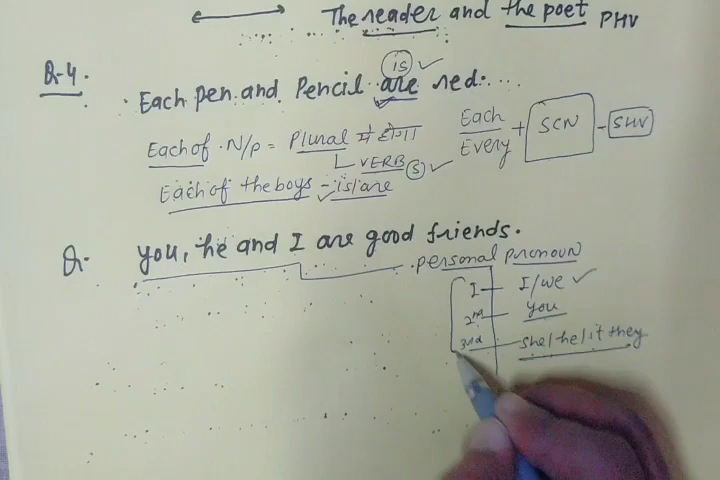 The reader and the poet PHV
Q-4. Each pen and Pencil are red.
is
Each of N/P = Plural में होगा
VERB (S)
Each of the boys - is/are
Each
Every + SCN - SHV
Q. you, he and I are good friends.
personal pronoun
I - I/we
2nd - you
3rd - she/he/it they